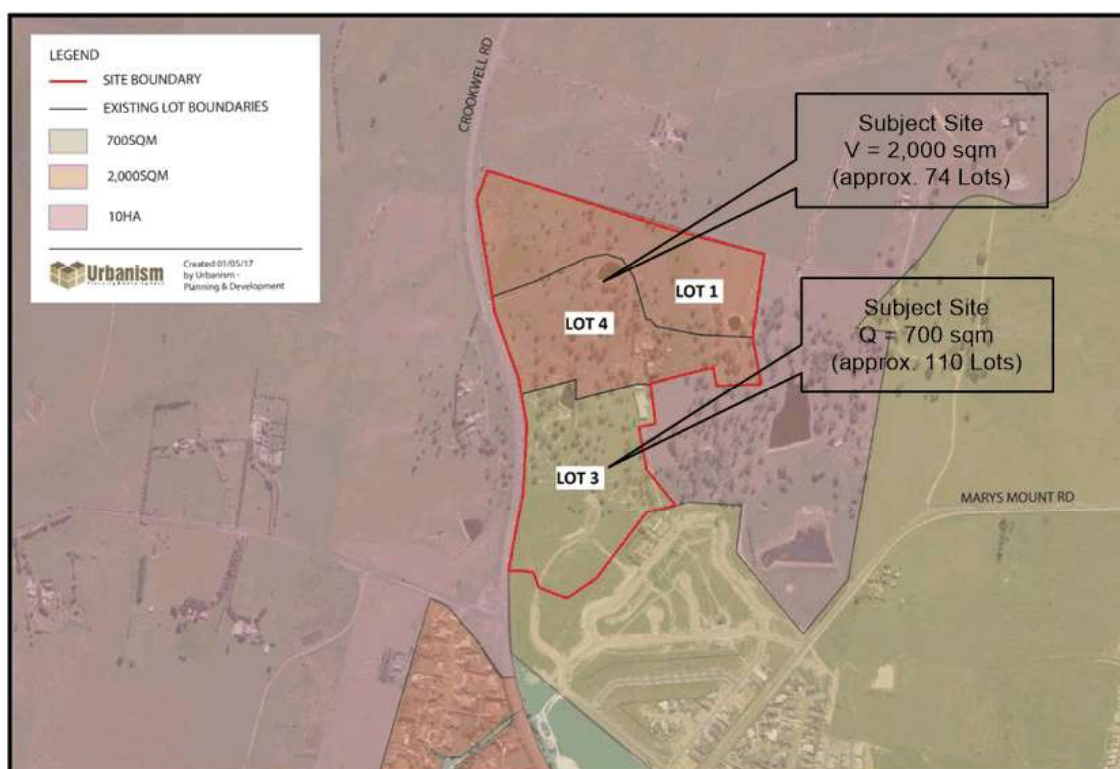 LEGEND
SITE BOUNDARY
EXISTING LOT BOUNDARIES
700SQM
2,000SQM
10HA
Urbanism
Planning & Development
Created 01/05/17
by Urbanism -
Planning & Development
CROOKWELL RD
Subject Site
V = 2,000 sqm
(approx. 74 Lots)
LOT 1
LOT 4
Subject Site
Q = 700 sqm
(approx. 110 Lots)
LOT 3
MARYS MOUNT RD